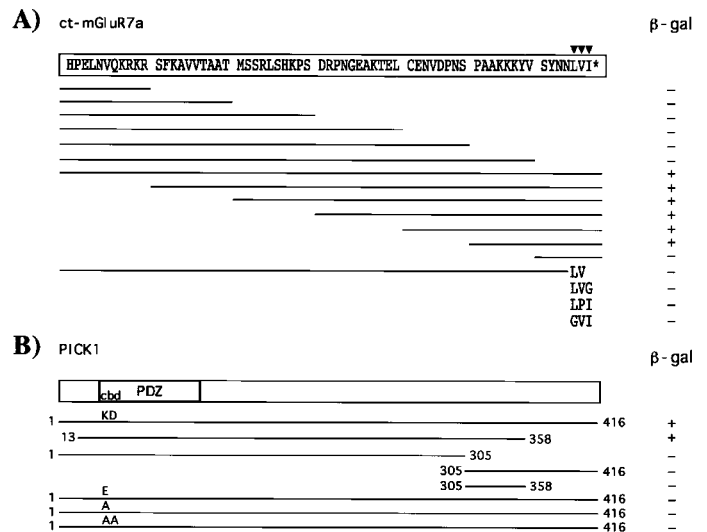 A) ct-mGluR7a β-gal
HPELNVQKRKR SFKAVVTAAT MSSRLSHKPS DRPNGEAKTEL CENVDPNS PAAKKKYV SYNNLVI*
–
–
–
–
–
–
+
+
+
+
+
+
–
LV –
LVG –
LPI –
GVI –
B) PICK1 β-gal
cbd PDZ
KD
1 416 +
13 358 +
1 305 –
305 416 –
305 358 –
E
1 416 –
A
1 416 –
AA
1 416 –